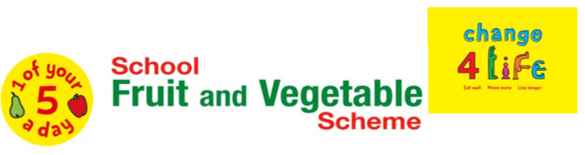 1 of your
5
a day
School
Fruit and Vegetable
Scheme
change
4 Life
Eat well   Move more   Live longer